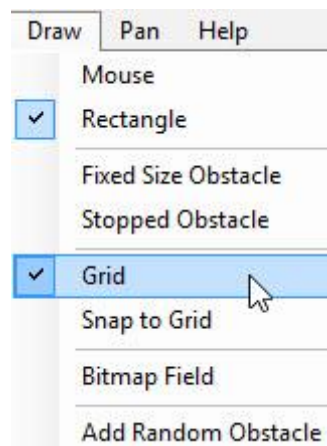 Draw Pan Help
Mouse
Rectangle
Fixed Size Obstacle
Stopped Obstacle
Grid
Snap to Grid
Bitmap Field
Add Random Obstacle